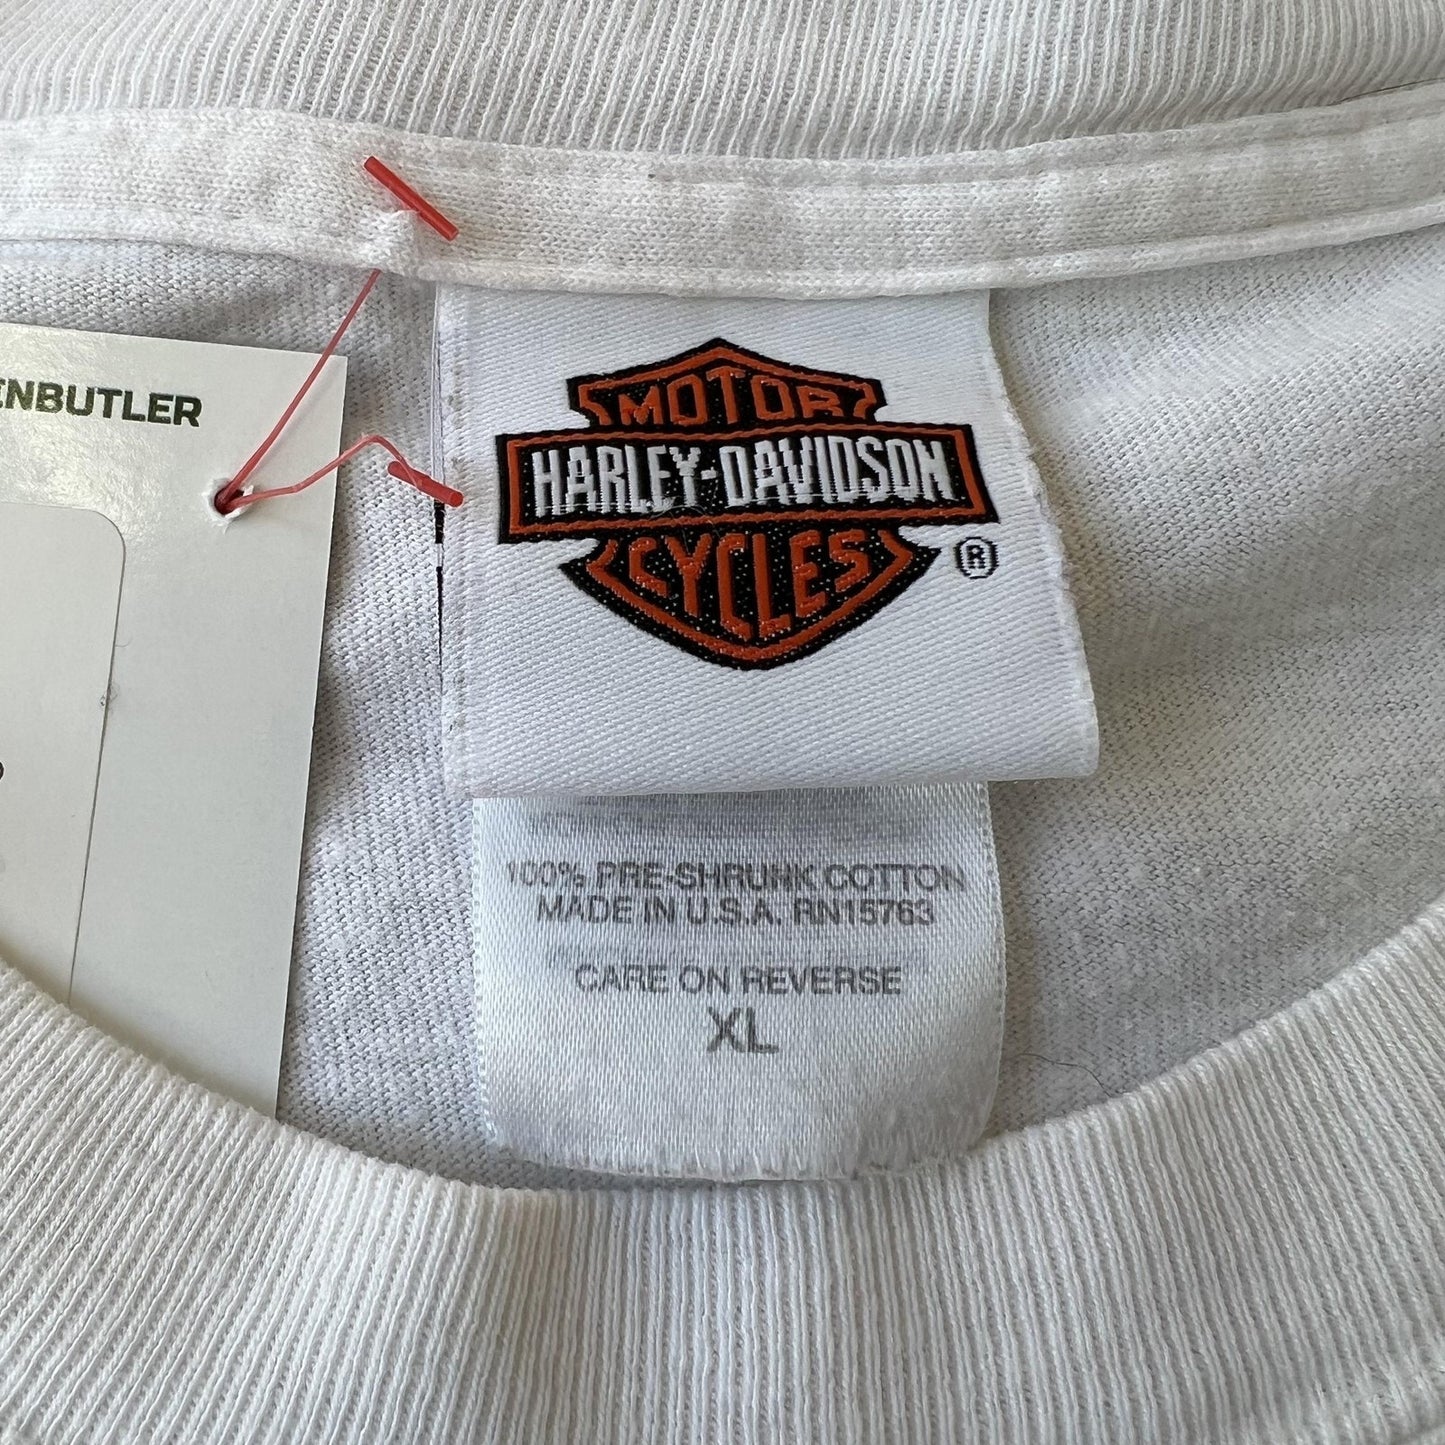 ENBUTLER
MOTOR
HARLEY-DAVIDSON
CYCLES
®
100% PRE-SHRUNK COTTON
MADE IN U.S.A. RN15763
CARE ON REVERSE
XL